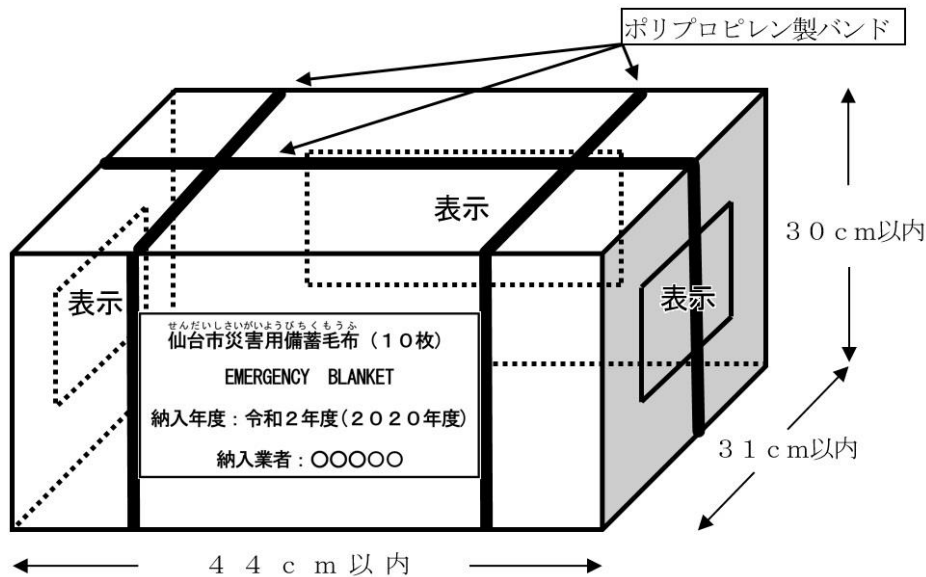 ポリプロピレン製バンド
表示
表示
表示
３０ｃｍ以内
せんだいしさいがいようびちくもうふ
仙台市災害用備蓄毛布（１０枚）
EMERGENCY BLANKET
納入年度：令和２年度（２０２０年度）
納入業者：〇〇〇〇〇
３１ｃｍ以内
４４ｃｍ以内